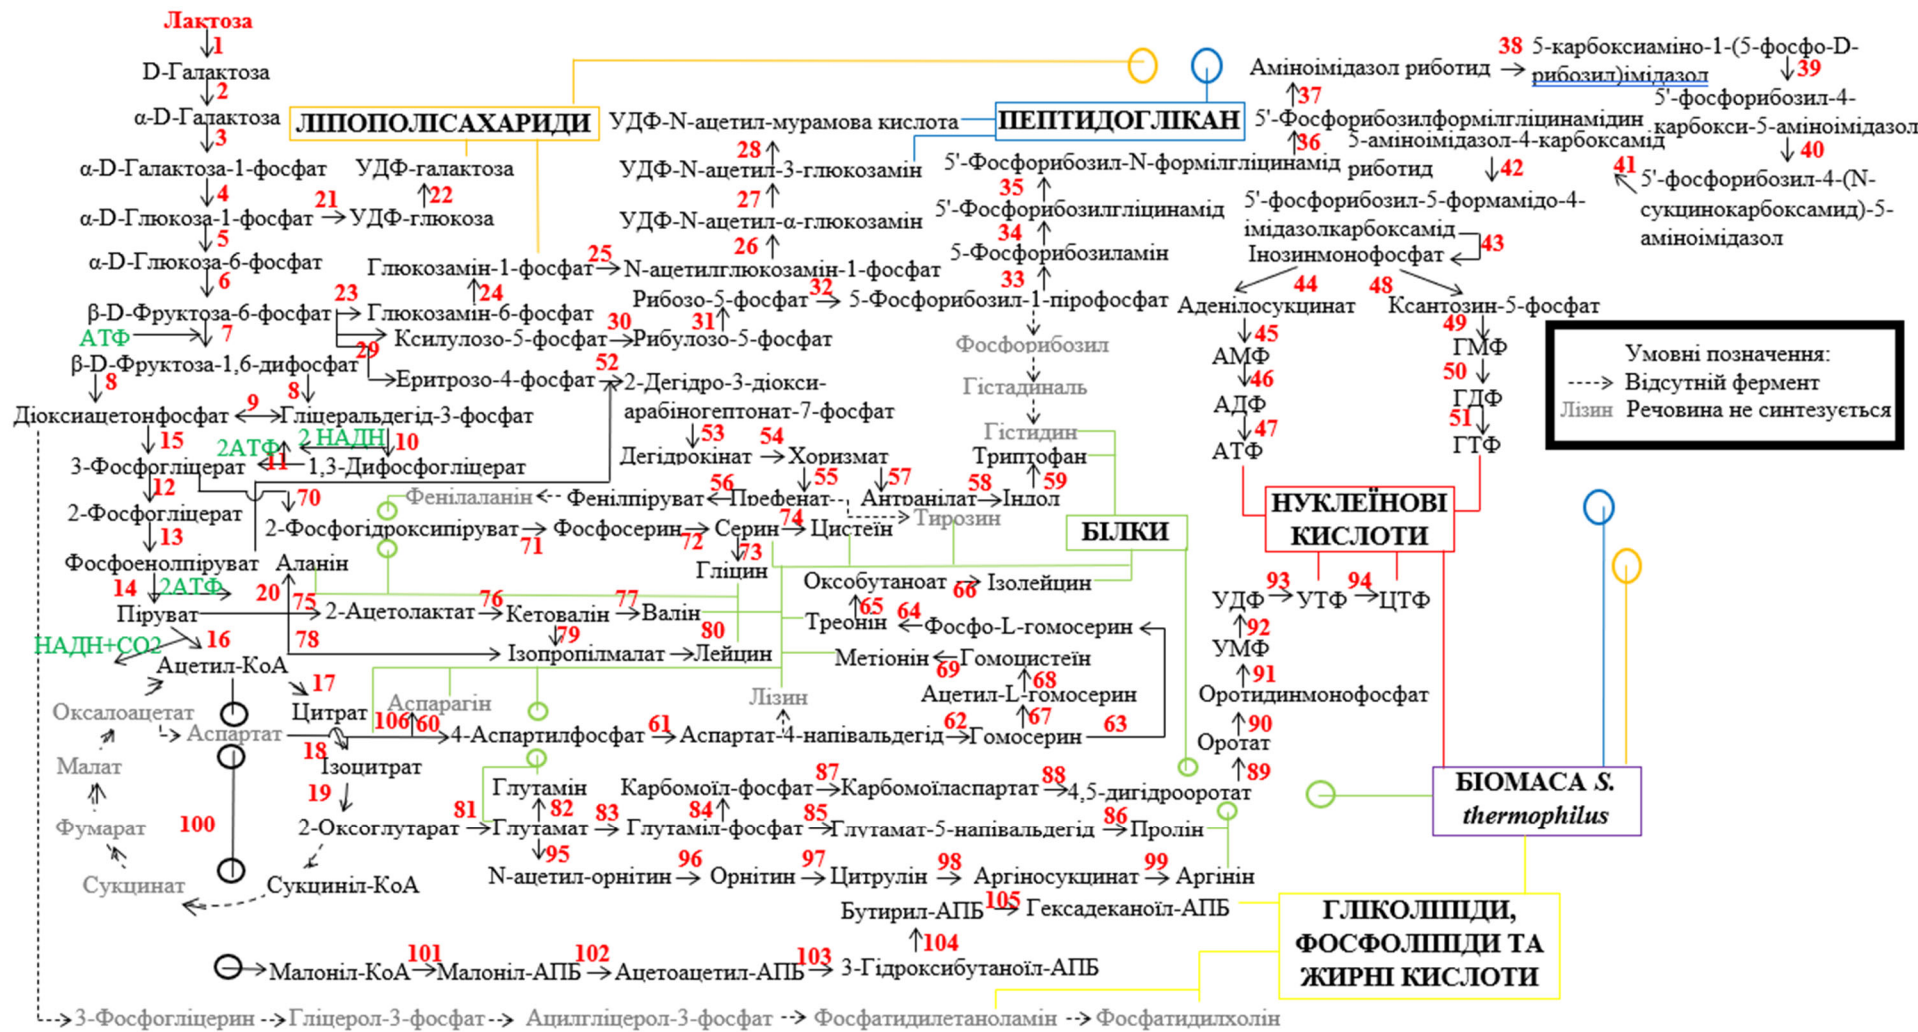 Лактоза
1
D-Галактоза
2
α-D-Галактоза
3
α-D-Галактоза-1-фосфат
4
α-D-Глюкоза-1-фосфат
21
УДФ-глюкоза
22
УДФ-галактоза
ЛІПОПОЛІСАХАРИДИ
5
α-D-Глюкоза-6-фосфат
6
β-D-Фруктоза-6-фосфат
23
Глюкозамін-6-фосфат
24
Глюкозамін-1-фосфат
25
N-ацетилглюкозамін-1-фосфат
26
УДФ-N-ацетил-α-глюкозамін
27
УДФ-N-ацетил-3-глюкозамін
28
УДФ-N-ацетил-мурамова кислота
ПЕПТИДОГЛІКАН
АТФ
7
29
Ксилулозо-5-фосфат
30
Рибулозо-5-фосфат
31
Рибозо-5-фосфат
32
5-Фосфорибозил-1-пірофосфат
33
5-Фосфорибозиламін
34
5'-Фосфорибозилгліцинамід
35
5'-Фосфорибозил-N-формілгліцинамід
36
5'-Фосфорибозилформілгліцинамідин
37
Аміноімідазол риботид
38
5-карбоксиаміно-1-(5-фосфо-D-
рибозил)імідазол
39
5'-фосфорибозил-4-
карбокси-5-аміноімідазол
40
5'-фосфорибозил-4-(N-
сукцинокарбоксамид)-5-
аміноімідазол
41
5-аміноімідазол-4-карбоксамід
риботид
42
5'-фосфорибозил-5-формамідо-4-
імідазолкарбоксамід
43
Інозинмонофосфат
44
48
Аденілосукцинат
Ксантозин-5-фосфат
45
49
АМФ
ГМФ
46
50
АДФ
ГДФ
47
51
АТФ
ГТФ
Умовні позначення:
Відсутній фермент
Лізин Речовина не синтезується
β-D-Фруктоза-1,6-дифосфат
8
8
Діоксиацетонфосфат
9
Гліцеральдегід-3-фосфат
Еритрозо-4-фосфат
52
2-Дегідро-3-діокси-
арабіногептонат-7-фосфат
Фосфорибозил
Гістадиналь
Гістидин
15
2АТФ
2 НАДН
10
3-Фосфогліцерат
11
1,3-Дифосфогліцерат
53
54
Дегідрокінат
Хоризмат
Триптофан
12
70
55
57
59
Фенілаланін
Фенілпіруват
56
Префенат
Антранілат
58
Індол
Тирозин
2-Фосфогліцерат
2-Фосфогідроксипіруват
71
Фосфосерин
72
Серин
74
Цистеїн
БІЛКИ
НУКЛЕЇНОВІ
КИСЛОТИ
13
73
Фосфоенолпіруват
Аланін
Гліцин
Оксобутаноат
66
Ізолейцин
14
2АТФ
20
Піруват
75
2-Ацетолактат
76
Кетовалін
77
Валін
65
Треонін
64
Фосфо-L-гомосерин
УДФ
93
УТФ
94
ЦТФ
92
УМФ
НАДН+СО2
16
78
79
80
Ізопропілмалат
Лейцин
Метіонін
69
Гомоцистеїн
Ацетил-КоА
68
91
17
Оксалоацетат
Цитрат
Аспарагін
Лізин
Ацетил-L-гомосерин
Оротидинмонофосфат
Аспартат
106
60
4-Аспартилфосфат
61
Аспартат-4-напівальдегід
62
Гомосерин
67
63
90
Оротат
Малат
18
Ізоцитрат
89
19
Глутамін
Карбомоїл-фосфат
87
Карбомоїласпартат
88
4,5-дигідрооротат
БІОМАСА S.
thermophilus
Фумарат
100
2-Оксоглутарат
81
82
Глутамат
83
84
Глутаміл-фосфат
85
Глутамат-5-напівальдегід
86
Пролін
95
Сукцинат
Сукциніл-КоА
N-ацетил-орнітин
96
Орнітин
97
Цитрулін
98
Аргіносукцинат
99
Аргінін
Бутирил-АПБ
105
Гексадеканоїл-АПБ
ГЛІКОЛІПІДИ,
ФОСФОЛІПІДИ ТА
ЖИРНІ КИСЛОТИ
104
Малоніл-КоА
101
Малоніл-АПБ
102
Ацетоацетил-АПБ
103
3-Гідроксибутаноїл-АПБ
3-Фосфогліцерин
Гліцерол-3-фосфат
Ацилгліцерол-3-фосфат
Фосфатидилетаноламін
Фосфатидилхолін